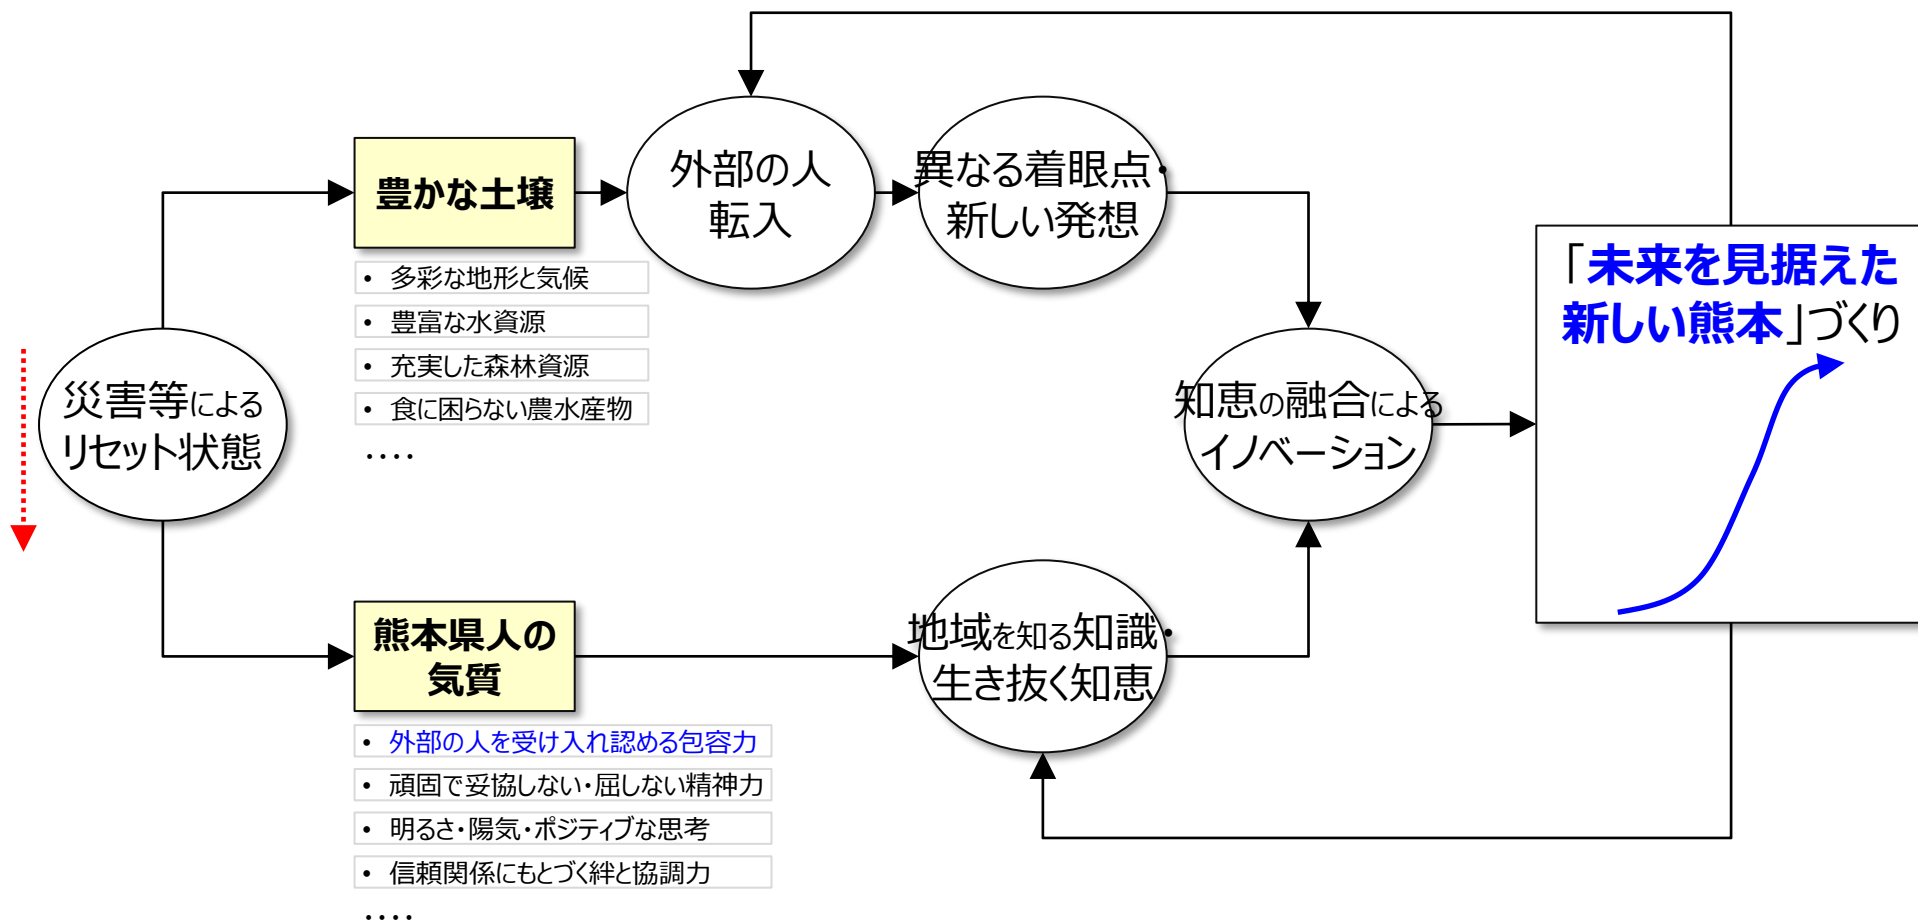 災害等による
リセット状態
豊かな土壌
• 多彩な地形と気候
• 豊富な水資源
• 充実した森林資源
• 食に困らない農水産物
‥‥
外部の人
転入
異なる着眼点・
新しい発想
熊本県人の
気質
• 外部の人を受け入れ認める包容力
• 頑固で妥協しない・屈しない精神力
• 明るさ・陽気・ポジティブな思考
• 信頼関係にもとづく絆と協調力
‥‥
地域を知る知識・
生き抜く知恵
知恵の融合による
イノベーション
「未来を見据えた
新しい熊本」づくり